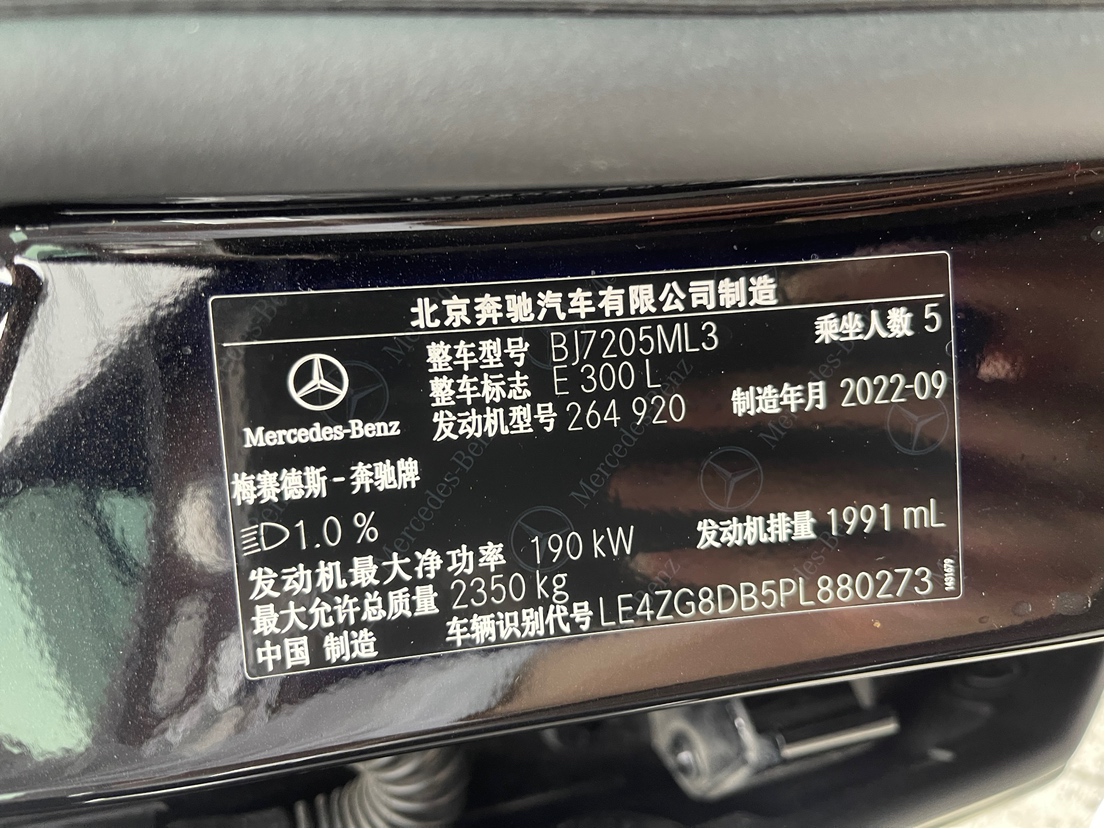 北京奔驰汽车有限公司制造
整车型号 BJ7205ML3 乘坐人数 5
整车标志 E 300 L
发动机型号 264 920 制造年月 2022-09
Mercedes-Benz
梅赛德斯-奔驰牌
1.0 %
发动机最大净功率 190 kW 发动机排量 1991 mL
最大允许总质量 2350 kg
中国 制造 车辆识别代号 LE4ZG8DB5PL880273